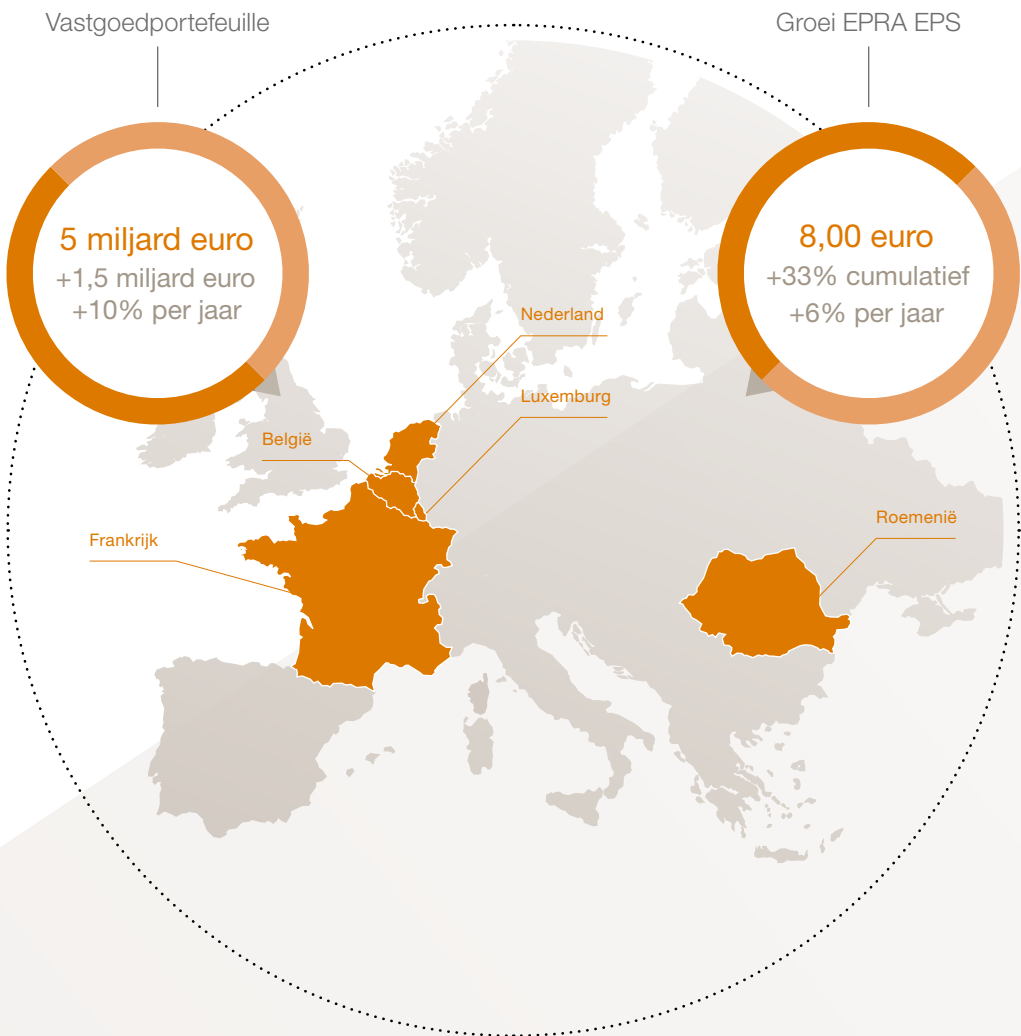 Vastgoedportefeuille
5 miljard euro
+1,5 miljard euro
+10% per jaar
Groei EPRA EPS
8,00 euro
+33% cumulatief
+6% per jaar
Nederland
Luxemburg
België
Frankrijk
Roemenië